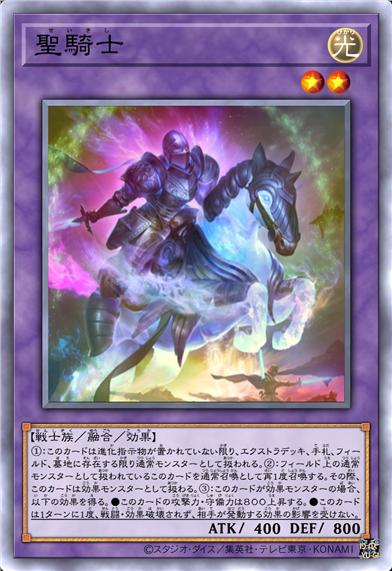 せいきし
聖騎士
ひかり
光
【戦士族／融合／効果】
①：このカードは進化指示物が置かれていない限り、エクストラデッキ、手札、フィー
ルド、墓地に存在する限り通常モンスターとして扱われる。②：フィールド上の通常
モンスターとして扱われているこのカードを通常召喚として再１度召喚する。その際、
このカードは効果モンスターとして扱う。③：このカードが効果モンスターの場合、
以下の効果を得る。●このカードの攻撃力・守備力は８００上昇する。●このカード
は１ターンに１度、戦闘・効果破壊されず、相手が発動する効果の影響を受けない。
ATK/ 400 DEF/ 800
©スタジオ・ダイス／集英社・テレビ東京・KONAMI